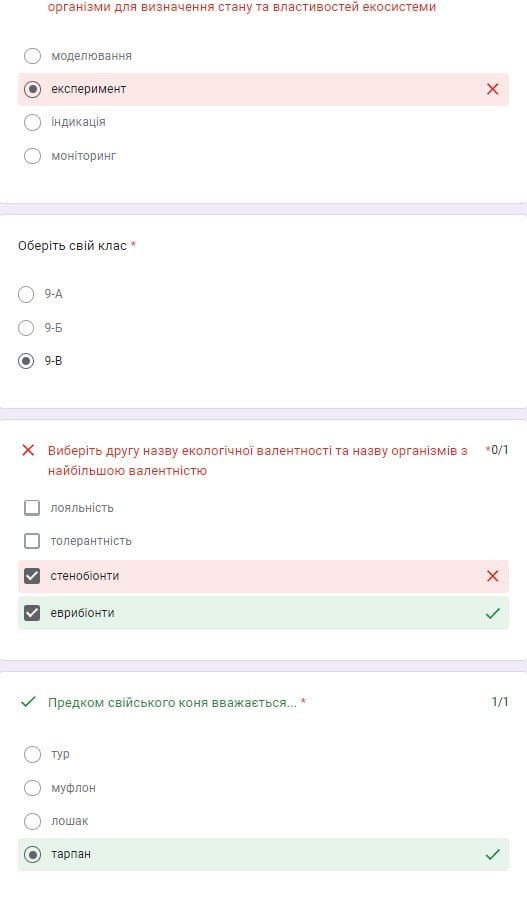 організми для визначення стану та властивостей екосистеми
моделювання
експеримент
індикація
моніторинг
Оберіть свій клас *
9-А
9-Б
9-В
Виберіть другу назву екологічної валентності та назву організмів з *0/1
найбільшою валентністю
лояльність
толерантність
стенобіонти
еврибіонти
Предком свійського коня вважається... * 1/1
тур
муфлон
лошак
тарпан